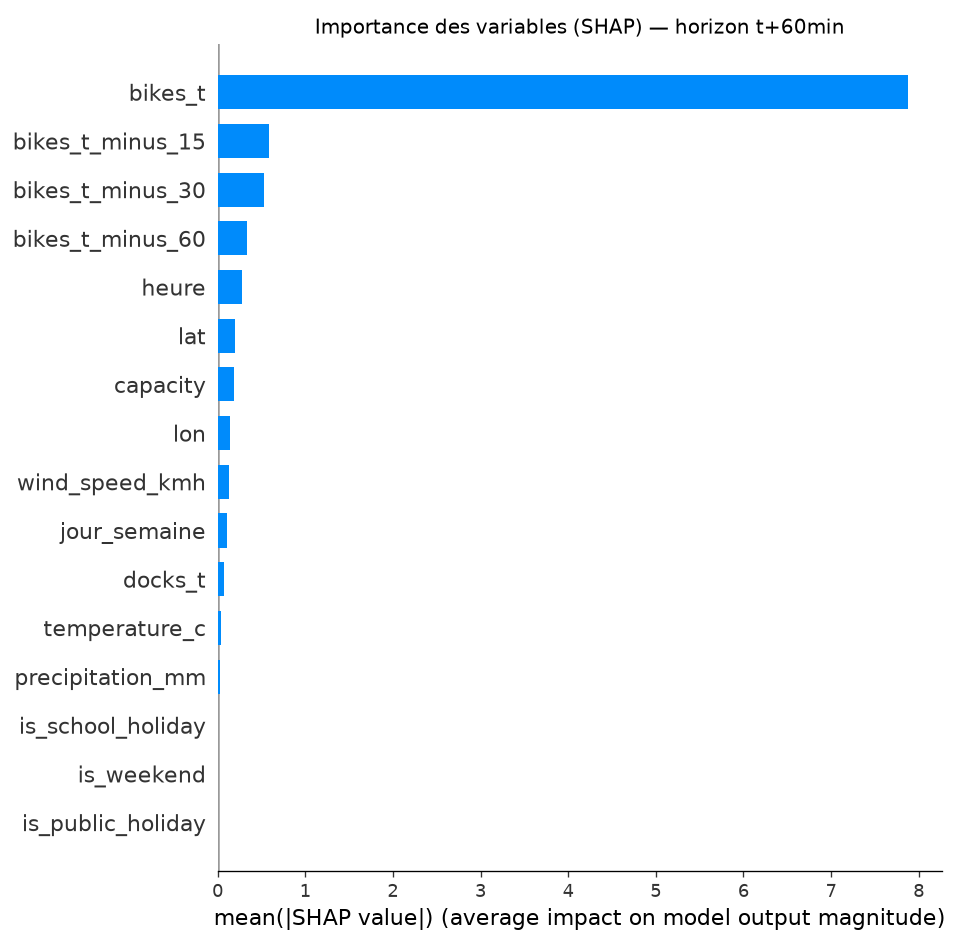 Importance des variables (SHAP) — horizon t+60min
bikes_t
bikes_t_minus_15
bikes_t_minus_30
bikes_t_minus_60
heure
lat
capacity
lon
wind_speed_kmh
jour_semaine
docks_t
temperature_c
precipitation_mm
is_school_holiday
is_weekend
is_public_holiday
0 1 2 3 4 5 6 7 8
mean(|SHAP value|) (average impact on model output magnitude)